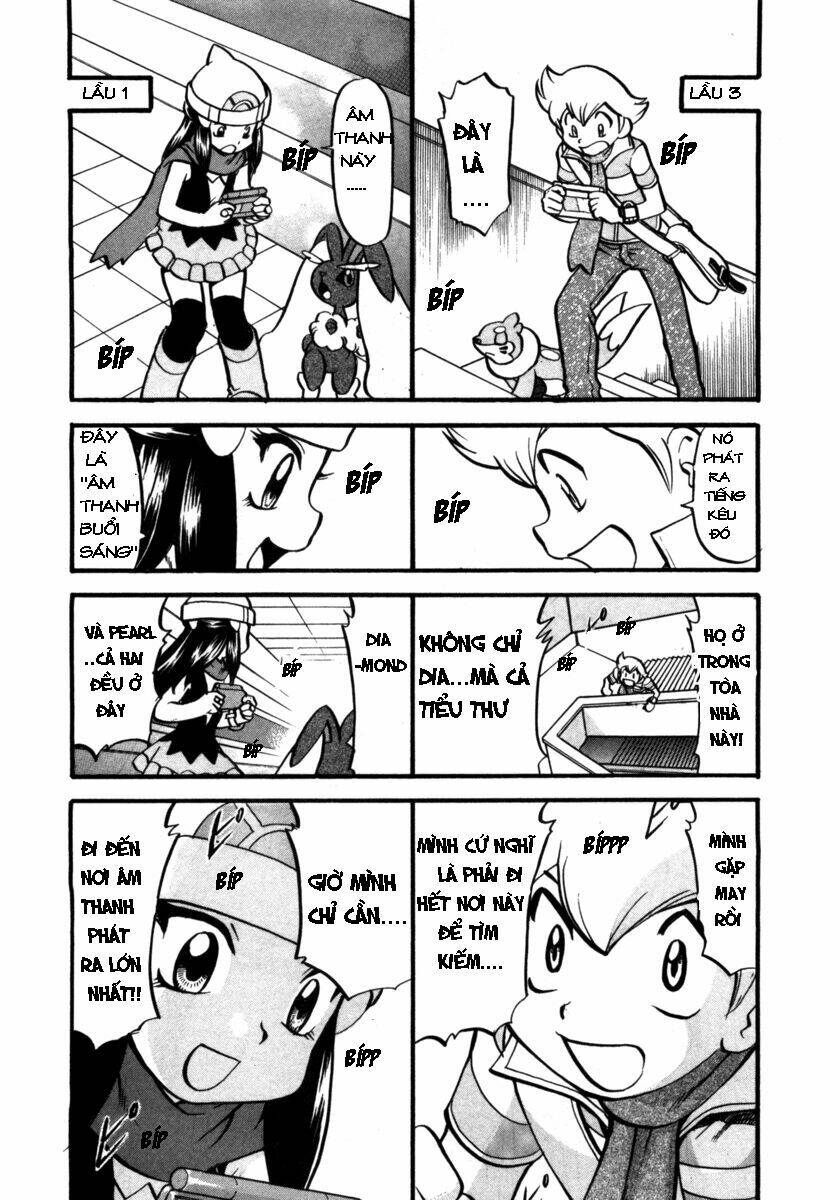 LẦU 3
ĐÂY
LÀ
....
BÍP
BÍP
LẦU 1
ÂM
THANH
NÀY
.....
BÍP
BÍP
NÓ
PHÁT
RA
TIẾNG
KÊU
ĐÓ
BÍP
BÍP
ĐÂY
LÀ
"ÂM
THANH
BUỔI
SÁNG"
HỌ Ở
TRONG
TÒA
NHÀ
NÀY!
BÍP
BÍP
BÍP
KHÔNG CHỈ
DIA...MÀ CẢ
TIỂU THƯ
DIA
-MOND
BÍP
BÍP
VÀ PEARL
..CẢ HAI
ĐỀU Ở
ĐÂY
MÌNH
GẶP
MAY
RỒI
BÍPPP
MÌNH CỨ NGHĨ
LÀ PHẢI ĐI
HẾT NƠI NÀY
ĐỂ TÌM
KIẾM....
GIỜ MÌNH
CHỈ CẦN....
BÍP
ĐI ĐẾN
NƠI ÂM
THANH
PHÁT
RA LỚN
NHẤT!!
BÍPP
BÍP